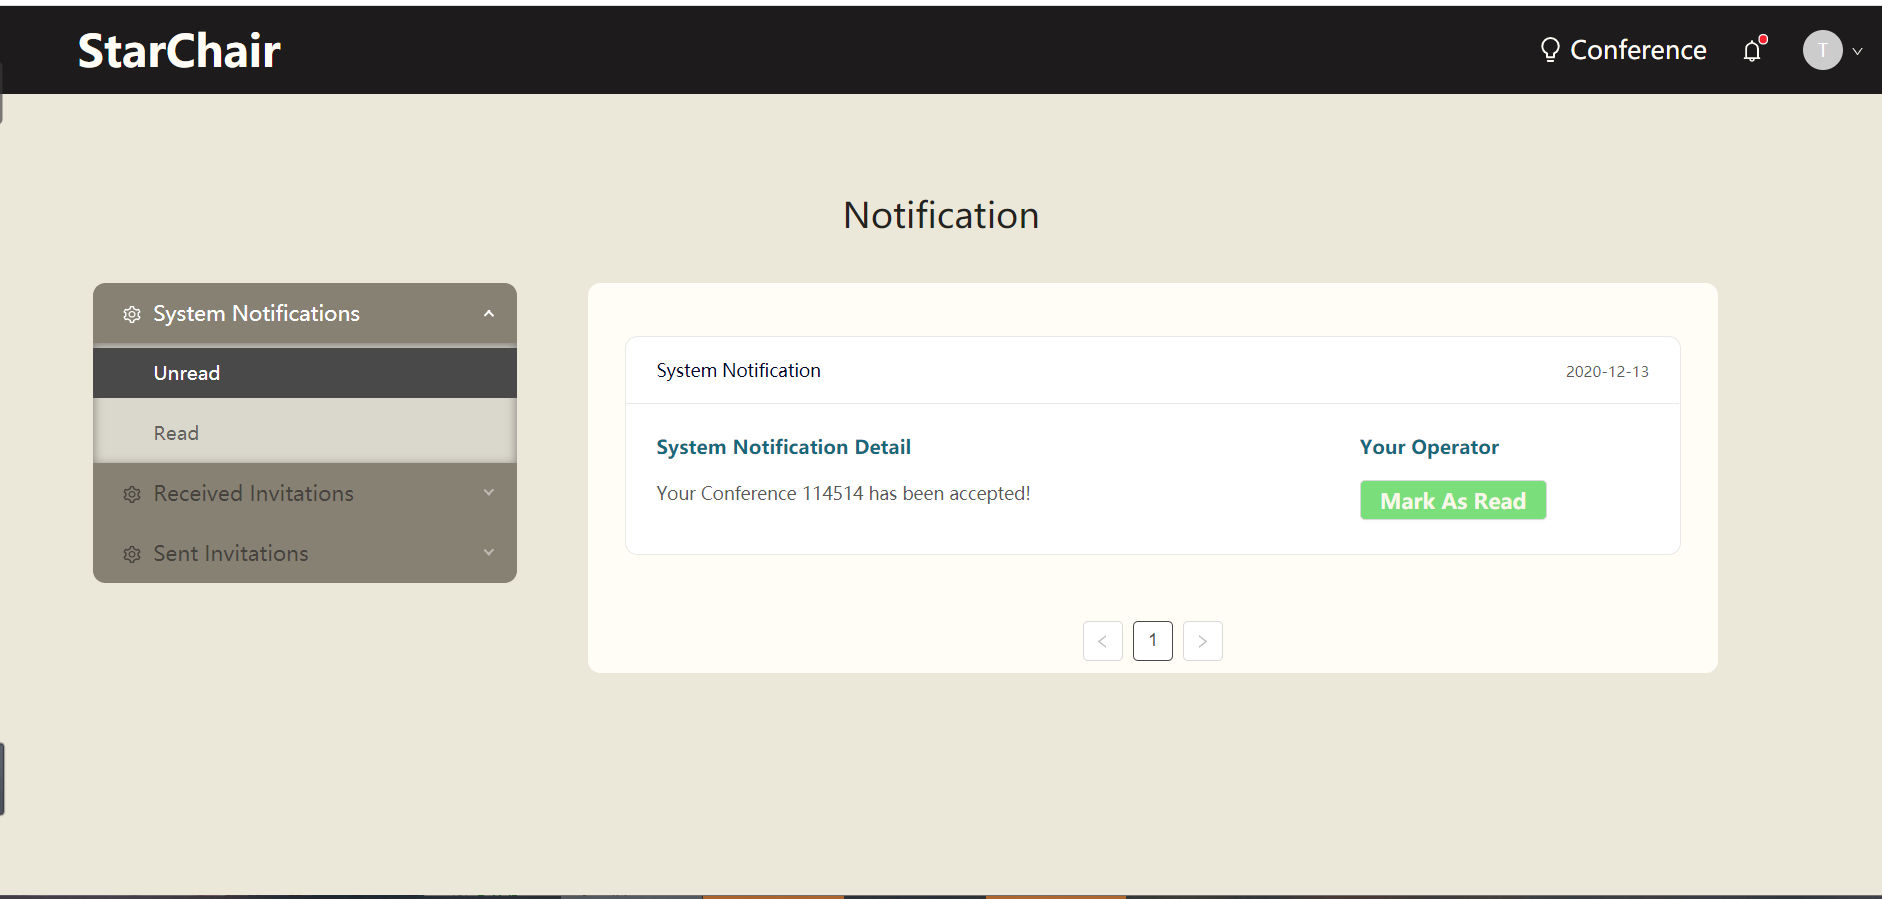 StarChair
Conference
T
Notification
System Notifications
Unread
Read
Received Invitations
Sent Invitations
System Notification
2020-12-13
System Notification Detail
Your Operator
Your Conference 114514 has been accepted!
Mark As Read
< 1 >